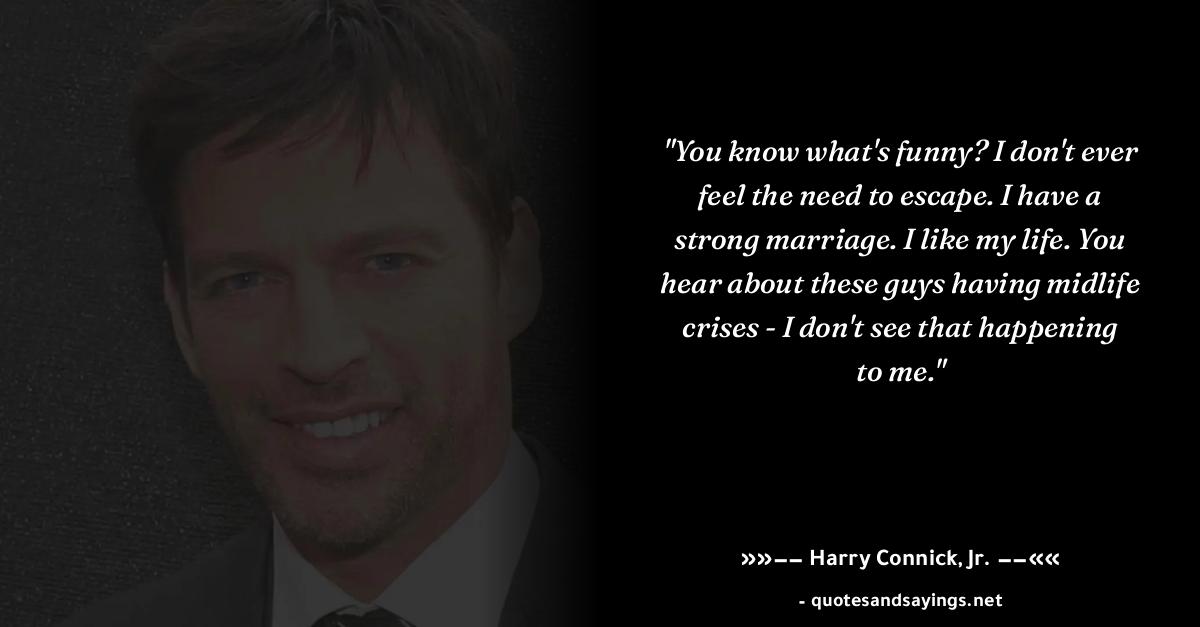 "You know what's funny? I don't ever
feel the need to escape. I have a
strong marriage. I like my life. You
hear about these guys having midlife
crises - I don't see that happening
to me."
»»–– Harry Connick, Jr. ––««
- quotesandsayings.net